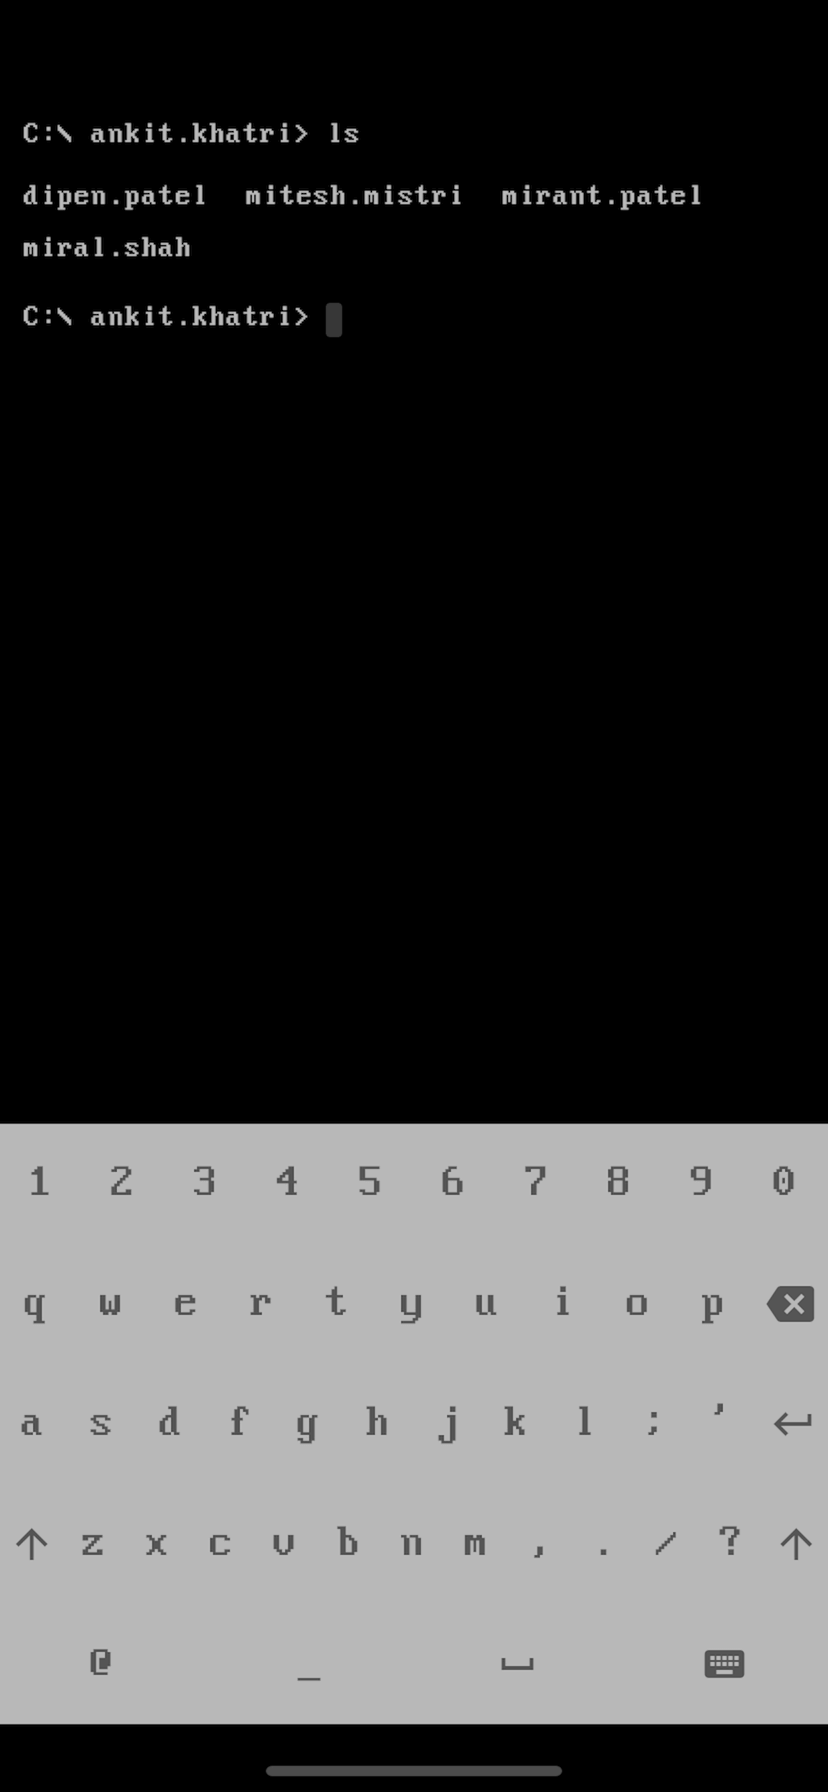 C:\ ankit.khatri> ls
dipen.patel  mitesh.mistri  mirant.patel
miral.shah
C:\ ankit.khatri>
1 2 3 4 5 6 7 8 9 0
q w e r t y u i o p
a s d f g h j k l ; '
z x c v b n m , . / ?
@ _